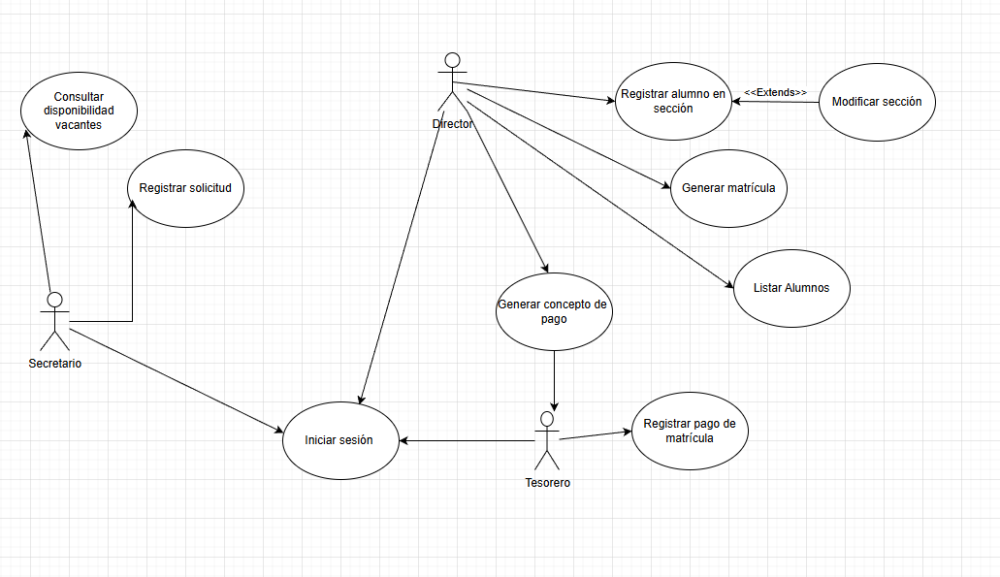 Consultar
disponibilidad
vacantes
Registrar solicitud
Director
Registrar alumno en
sección
<<Extends>>
Modificar sección
Generar matrícula
Listar Alumnos
Generar concepto de
pago
Secretario
Iniciar sesión
Registrar pago de
matrícula
Tesorero